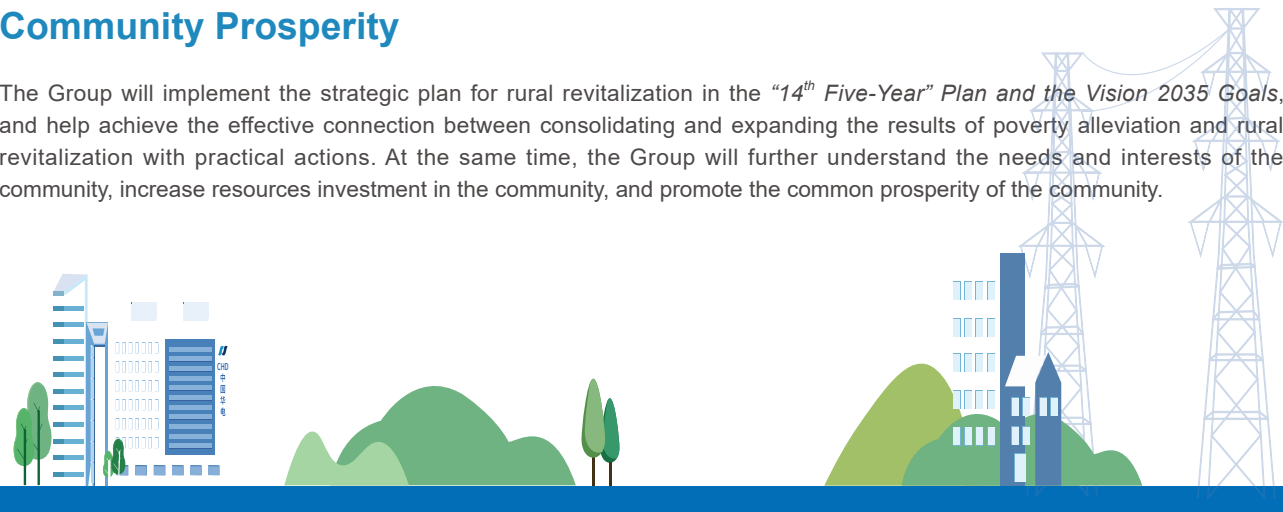 Community Prosperity
The Group will implement the strategic plan for rural revitalization in the “14th Five-Year” Plan and the Vision 2035 Goals,
and help achieve the effective connection between consolidating and expanding the results of poverty alleviation and rural
revitalization with practical actions. At the same time, the Group will further understand the needs and interests of the
community, increase resources investment in the community, and promote the common prosperity of the community.
CHD
中
国
华
电